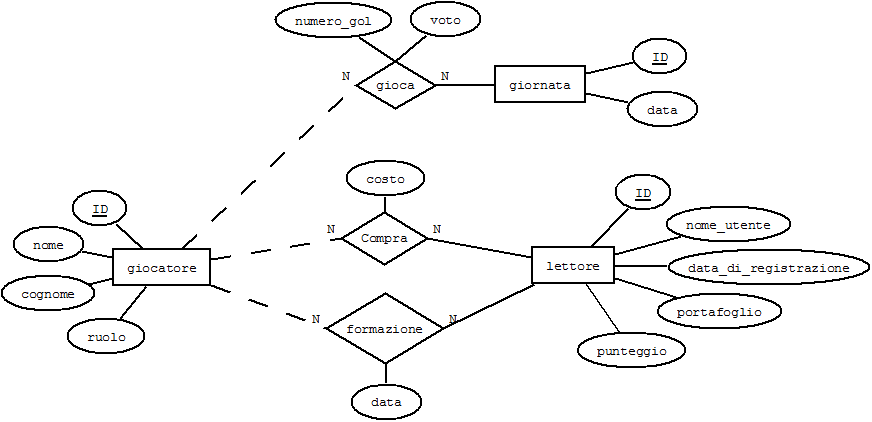 numero_gol
voto
N
gioca
N
giornata
ID
data
costo
ID
ID
nome_utente
nome
N
Compra
N
giocatore
lettore
data_di_registrazione
cognome
portafoglio
ruolo
N
formazione
N
punteggio
data